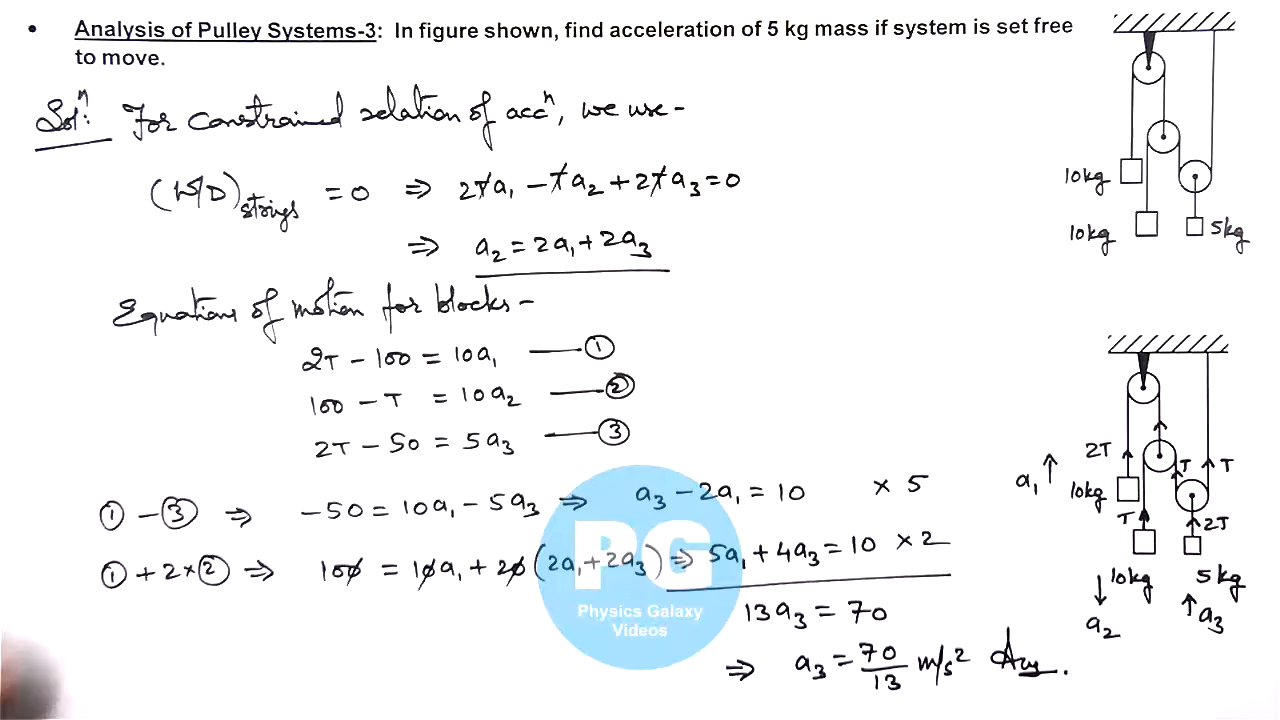 • Analysis of Pulley Systems-3: In figure shown, find acceleration of 5 kg mass if system is set free
to move.
Solⁿ: For constrained relation of accⁿ, we use -
(W/D)strings = 0 ⇒ 2Ta₁ - Ta₂ + 2Ta₃ = 0
⇒ a₂ = 2a₁ + 2a₃
Equations of motion for blocks -
2T - 100 = 10a₁ — ①
100 - T = 10a₂ — ②
2T - 50 = 5a₃ — ③
① - ③ ⇒ -50 = 10a₁ - 5a₃ ⇒ a₃ - 2a₁ = 10 × 5
① + 2×② ⇒ 100 = 10a₁ + 20(2a₁ + 2a₃) ⇒ 5a₁ + 4a₃ = 10 × 2
13a₃ = 70
⇒ a₃ = 70/13 m/s² Ans.
10kg
10kg
5kg
2T
T
T
a₁ ↑
10kg
T
2T
10kg
5kg
↓ a₂
↑ a₃
PG
Physics Galaxy
Videos